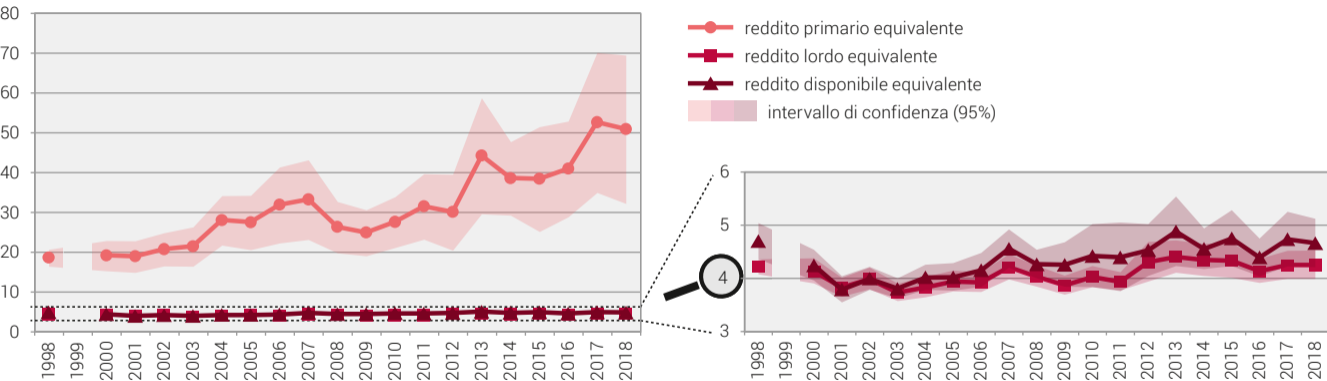 80
70
60
50
40
30
20
10
0
1998 1999 2000 2001 2002 2003 2004 2005 2006 2007 2008 2009 2010 2011 2012 2013 2014 2015 2016 2017 2018
reddito primario equivalente
reddito lordo equivalente
reddito disponibile equivalente
intervallo di confidenza (95%)
6
5
4
3
1998 1999 2000 2001 2002 2003 2004 2005 2006 2007 2008 2009 2010 2011 2012 2013 2014 2015 2016 2017 2018